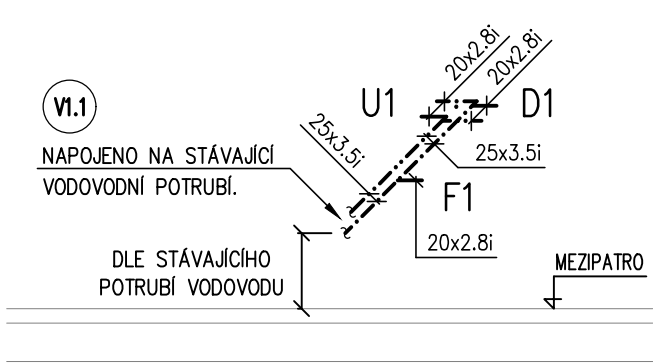 20x2.8i
20x2.8i
V1.1
U1
D1
25x3.5i
25x3.5i
NAPOJENO NA STÁVAJÍCÍ
VODOVODNÍ POTRUBÍ.
F1
20x2.8i
DLE STÁVAJÍCÍHO
POTRUBÍ VODOVODU
MEZIPATRO